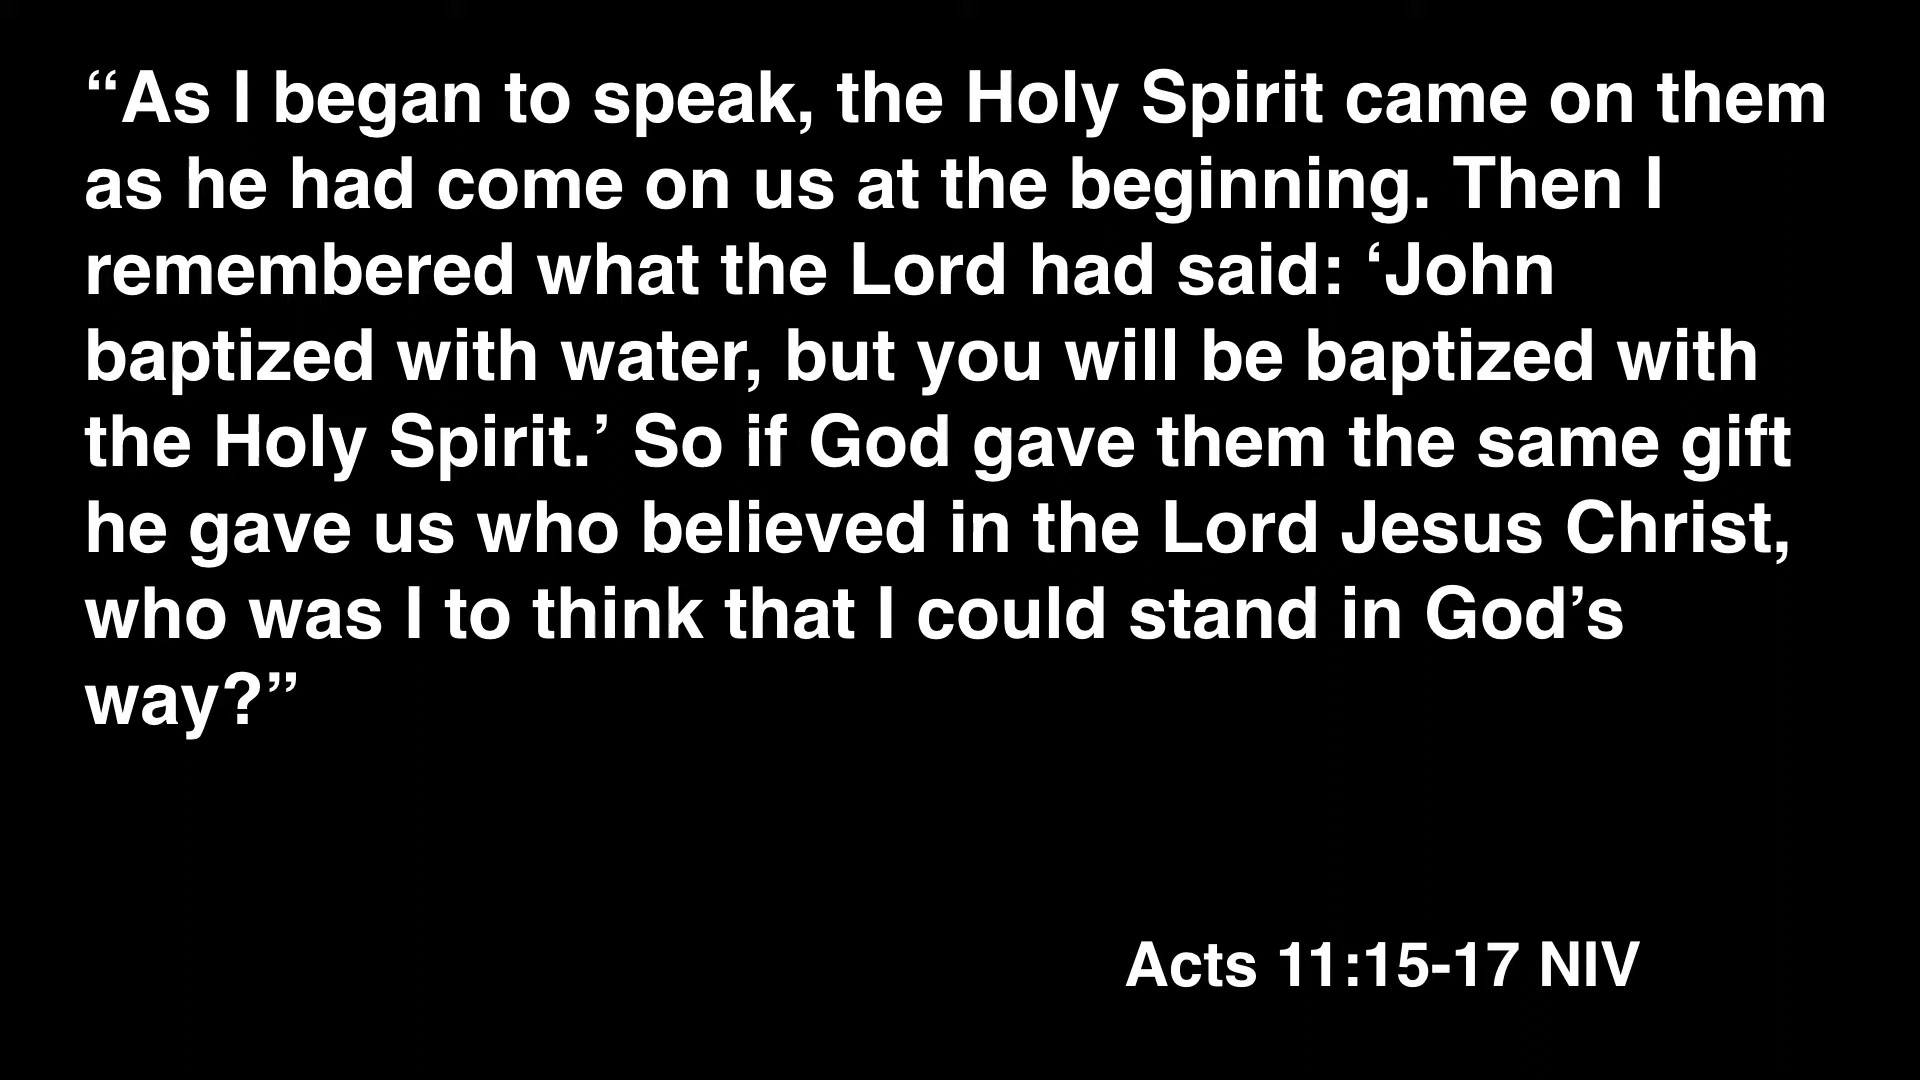 “As I began to speak, the Holy Spirit came on them
as he had come on us at the beginning. Then I
remembered what the Lord had said: ‘John
baptized with water, but you will be baptized with
the Holy Spirit.’ So if God gave them the same gift
he gave us who believed in the Lord Jesus Christ,
who was I to think that I could stand in God’s
way?”
Acts 11:15-17 NIV